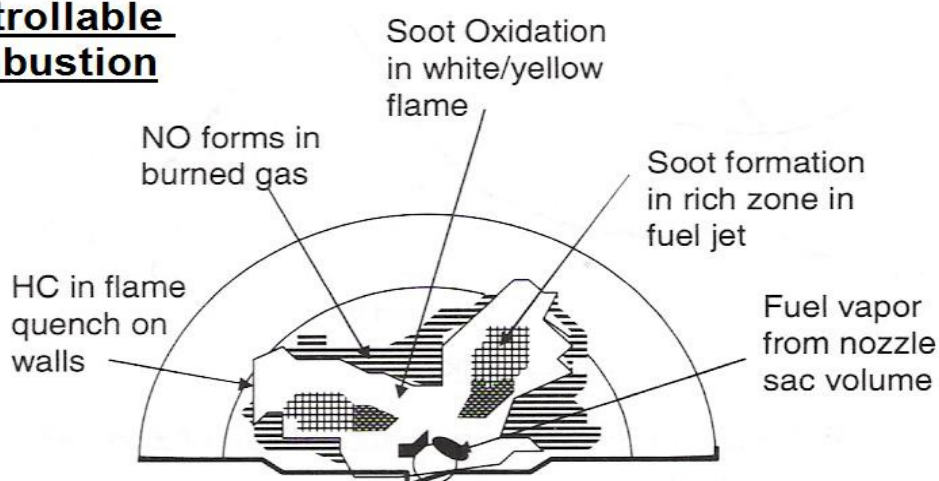 trollable
bustion
Soot Oxidation
in white/yellow
flame
NO forms in
burned gas
Soot formation
in rich zone in
fuel jet
HC in flame
quench on
walls
Fuel vapor
from nozzle
sac volume